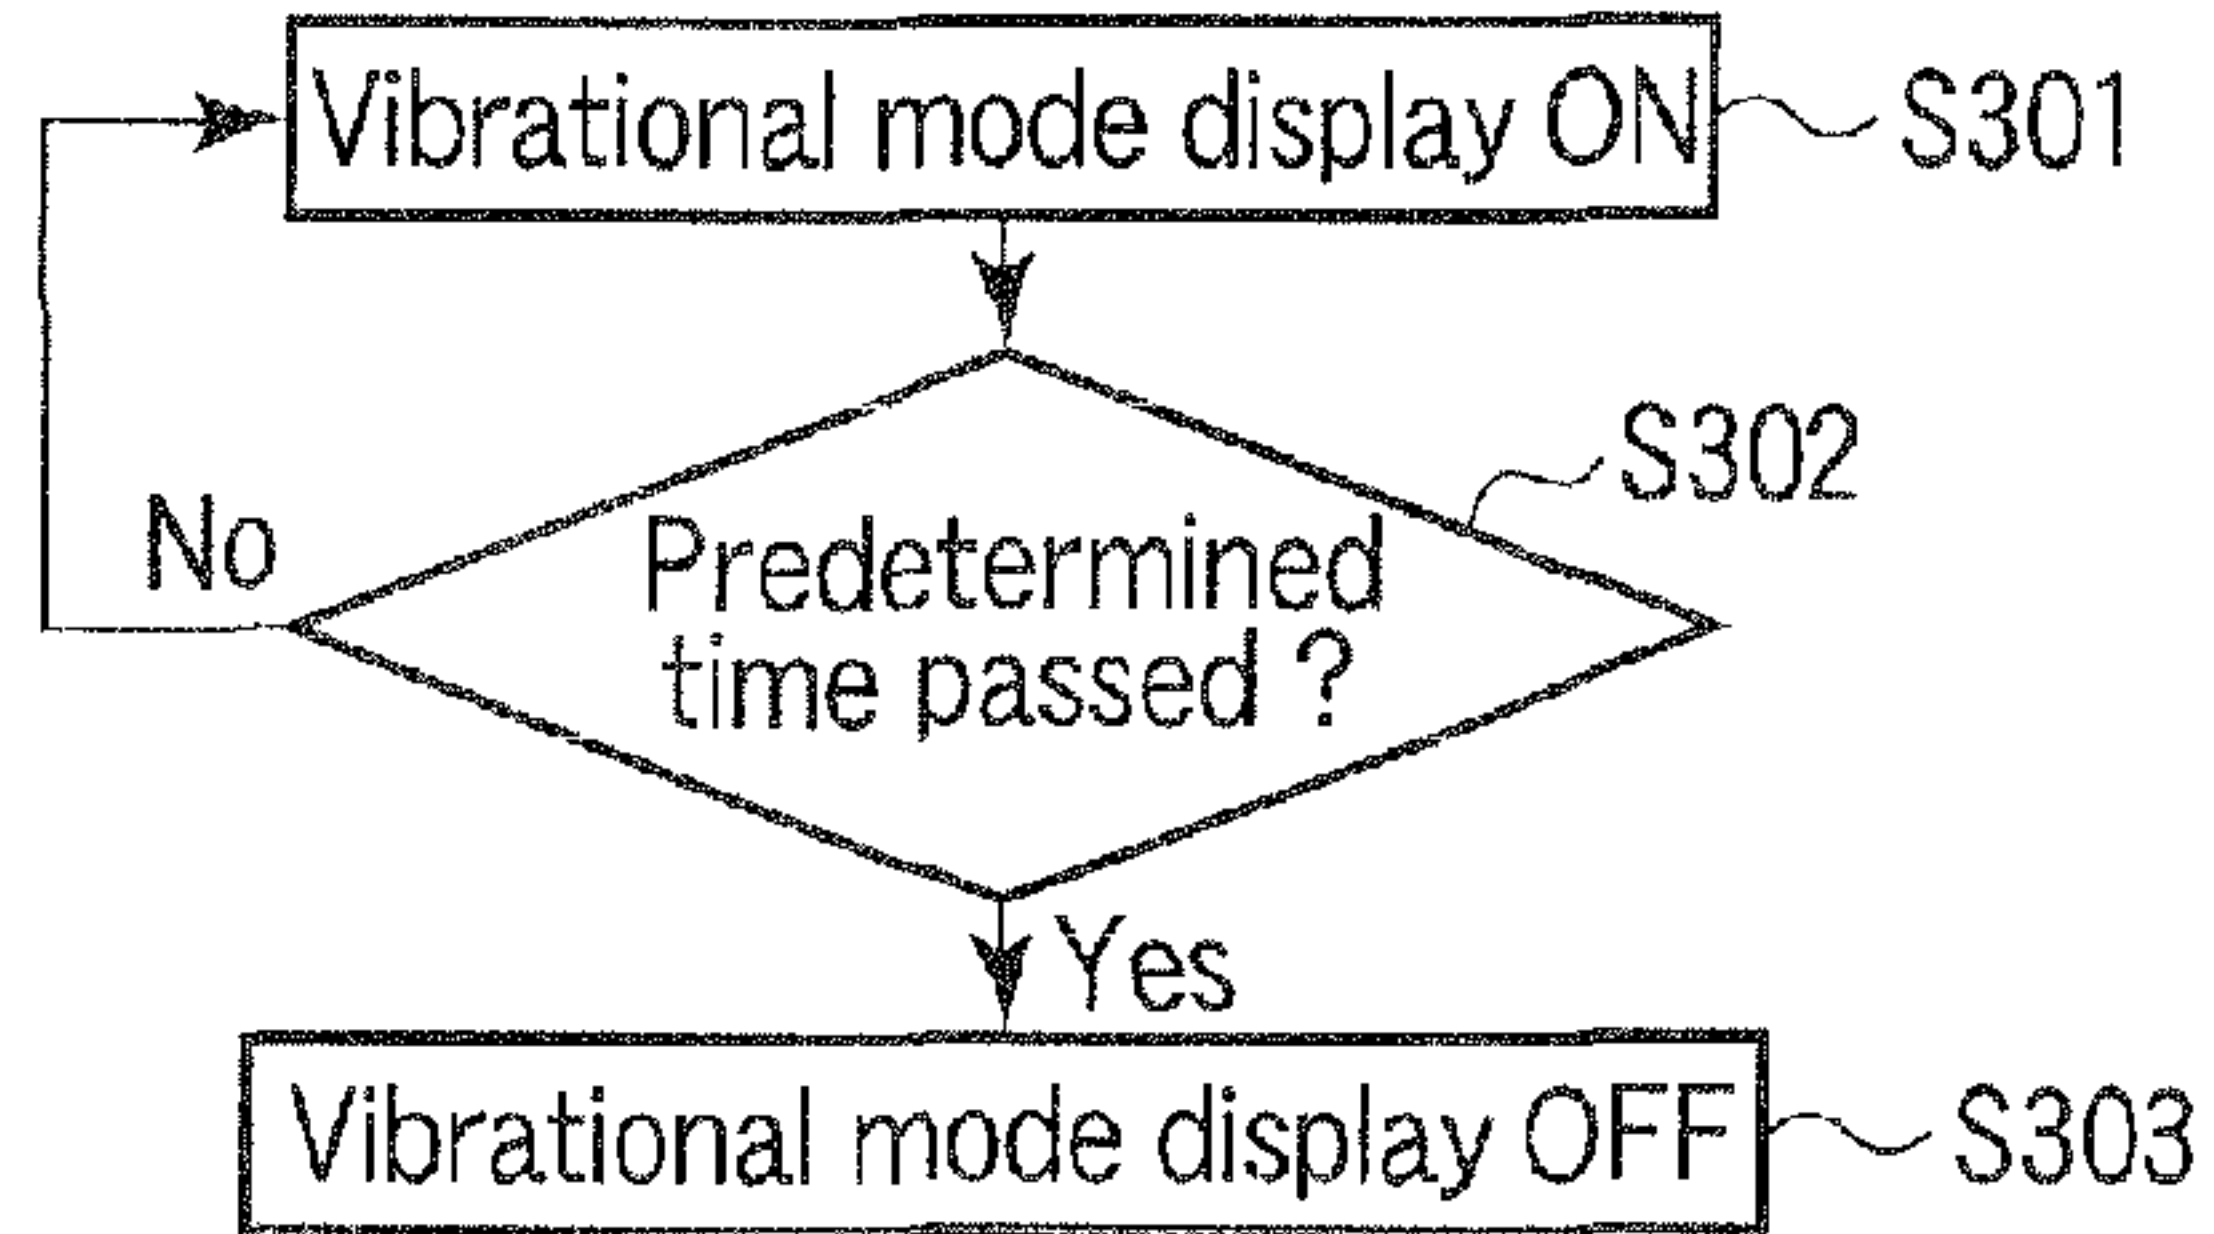 Vibrational mode display ON
S301
S302
No
Predetermined
time passed ?
Yes
Vibrational mode display OFF
S303